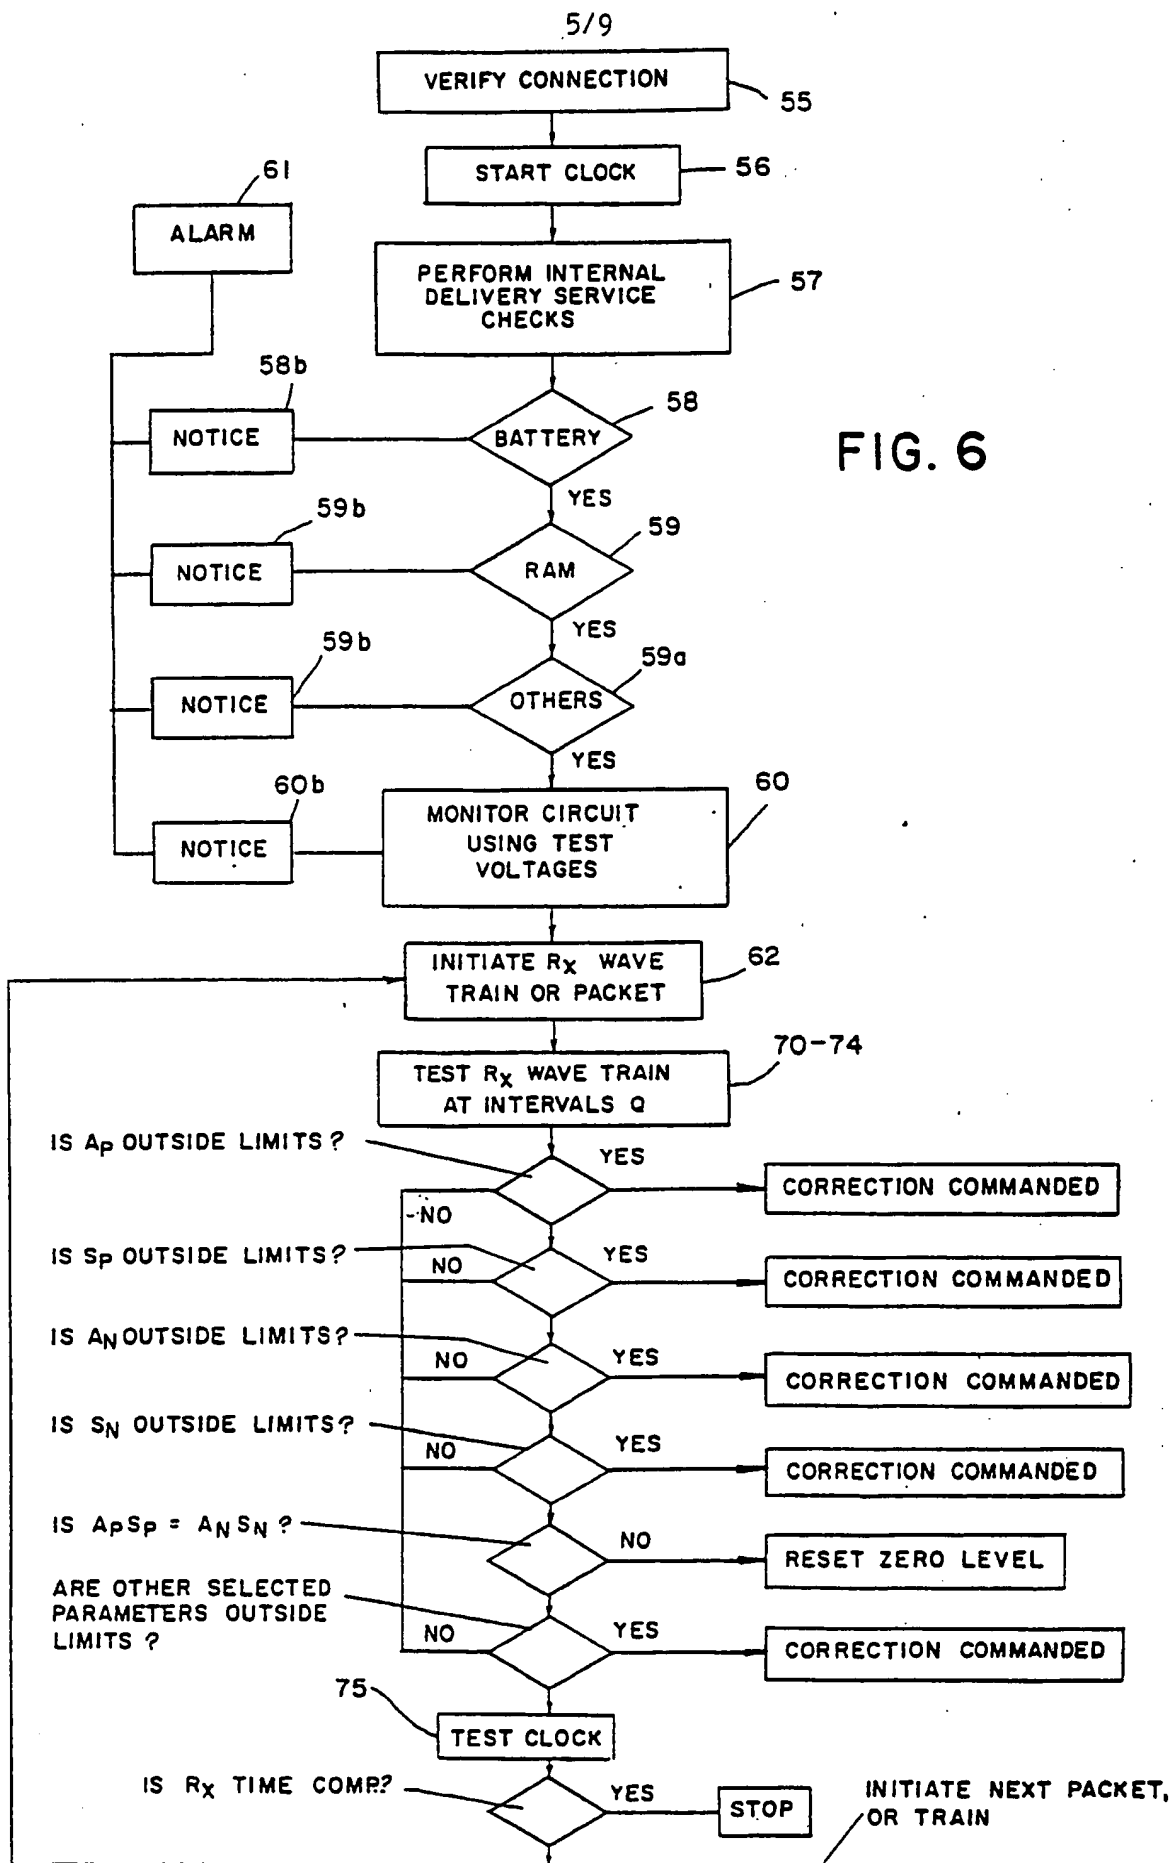 5/9
VERIFY CONNECTION
55
START CLOCK
56
61
ALARM
PERFORM INTERNAL
DELIVERY SERVICE
CHECKS
57
58b
NOTICE
BATTERY
58
FIG. 6
YES
59b
NOTICE
RAM
59
YES
59b
NOTICE
OTHERS
59a
YES
60b
NOTICE
MONITOR CIRCUIT
USING TEST
VOLTAGES
60
INITIATE RX WAVE
TRAIN OR PACKET
62
TEST RX WAVE TRAIN
AT INTERVALS Q
70-74
IS AP OUTSIDE LIMITS?
YES
CORRECTION COMMANDED
NO
IS SP OUTSIDE LIMITS?
NO
YES
CORRECTION COMMANDED
IS AN OUTSIDE LIMITS?
NO
YES
CORRECTION COMMANDED
IS SN OUTSIDE LIMITS?
NO
YES
CORRECTION COMMANDED
IS APSP = ANSN ?
NO
RESET ZERO LEVEL
ARE OTHER SELECTED
PARAMETERS OUTSIDE
LIMITS ?
NO
YES
CORRECTION COMMANDED
75
TEST CLOCK
IS RX TIME COMP.?
YES
STOP
INITIATE NEXT PACKET,
OR TRAIN